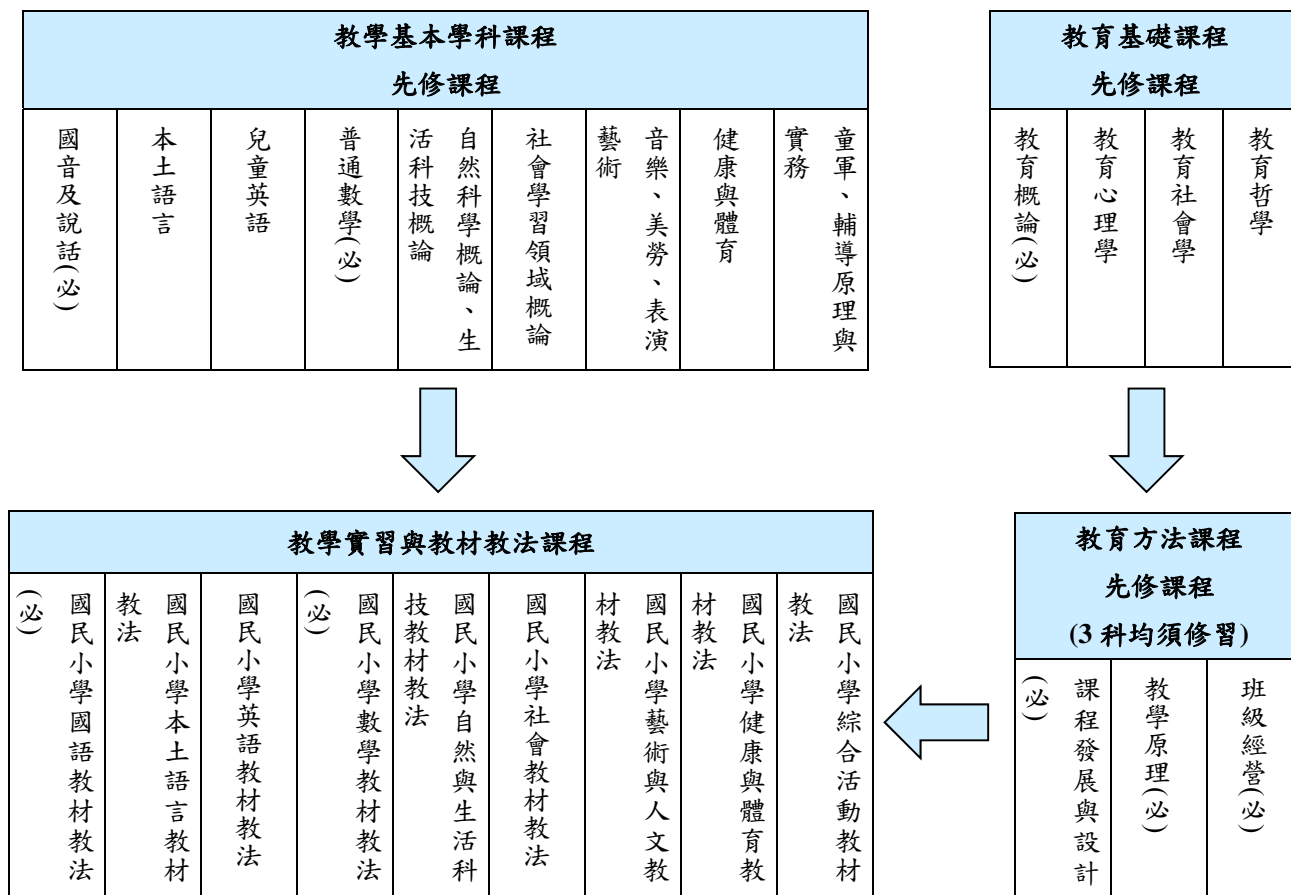 教學基本學科課程
先修課程
國音及說話(必)
本土語言
兒童英語
普通數學(必)
自然科學概論、生
活科技概論
社會學習領域概論
音樂、美勞、表演
藝術
健康與體育
童軍、輔導原理與
實務
教育基礎課程
先修課程
教育概論(必)
教育心理學
教育社會學
教育哲學
教學實習與教材教法課程
國民小學國語教材教法
(必)
國民小學本土語言教材
教法
國民小學英語教材教法
國民小學數學教材教法
(必)
國民小學自然與生活科
技教材教法
國民小學社會教材教法
國民小學藝術與人文教
材教法
國民小學健康與體育教
材教法
國民小學綜合活動教材
教法
教育方法課程
先修課程
(3 科均須修習)
課程發展與設計
(必)
教學原理(必)
班級經營(必)